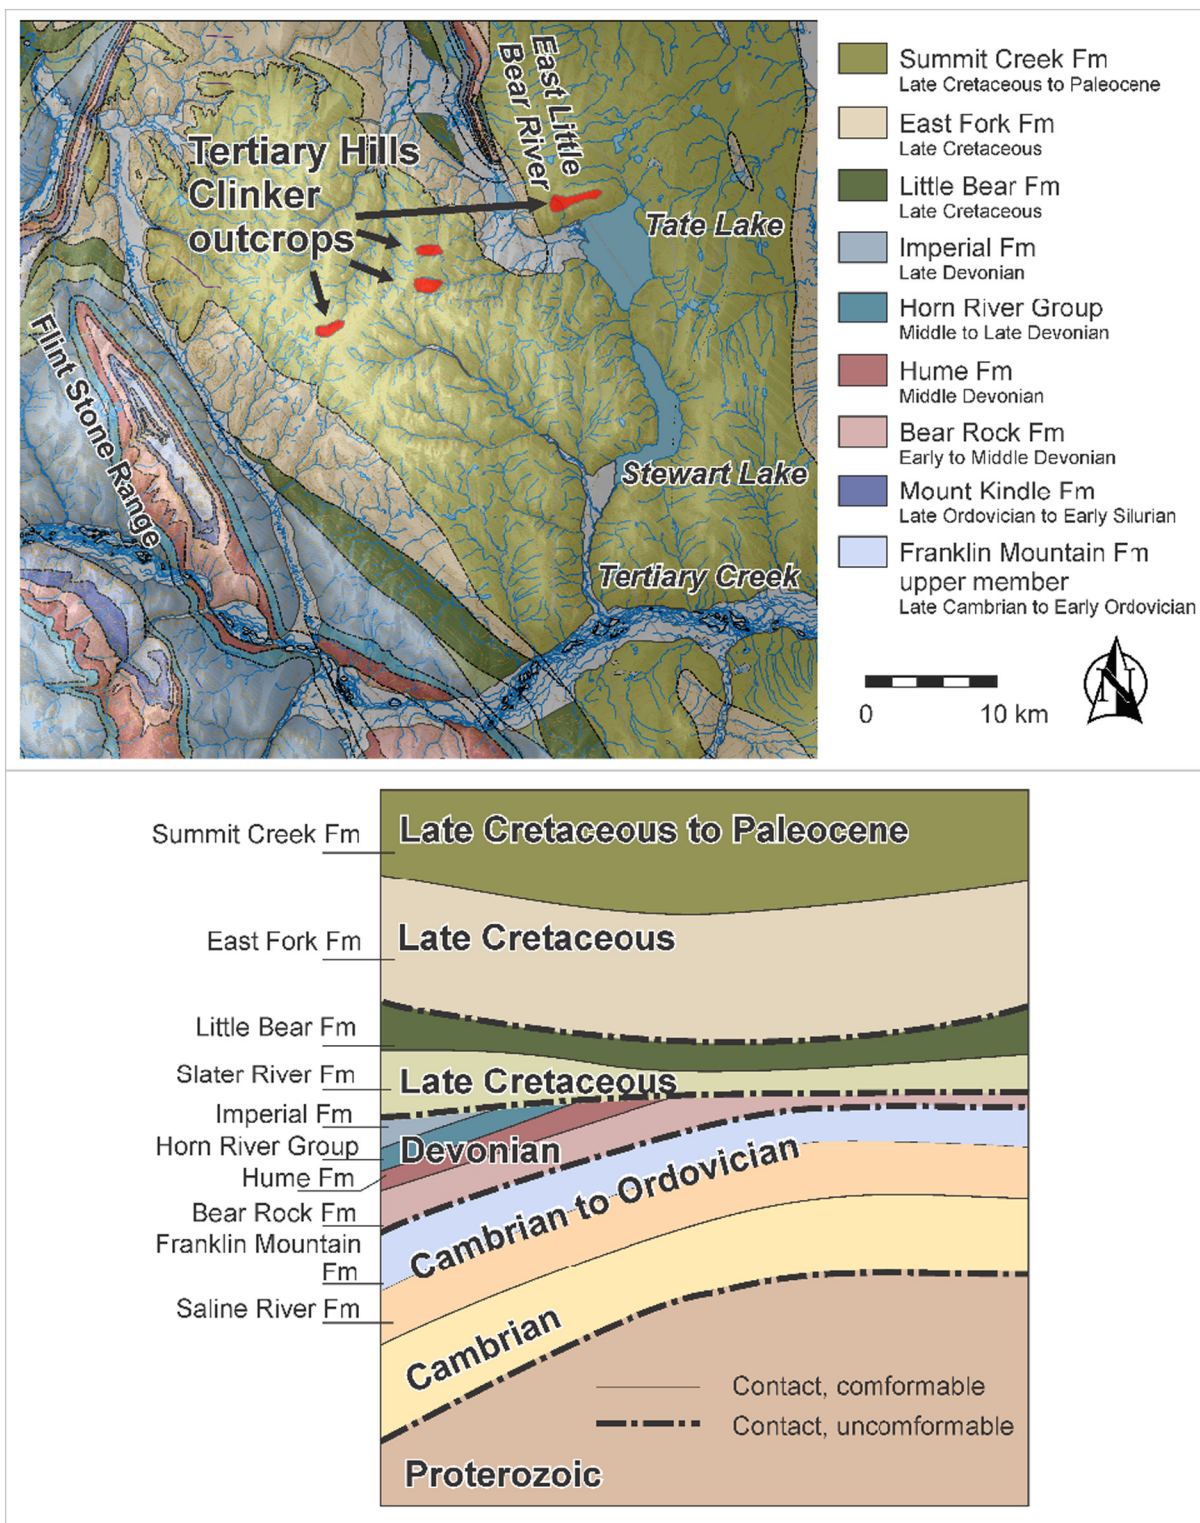 East Little
Bear River
Tertiary Hills
Clinker
outcrops
Tate Lake
Flint Stone Range
Stewart Lake
Tertiary Creek
Summit Creek Fm
Late Cretaceous to Paleocene
East Fork Fm
Late Cretaceous
Little Bear Fm
Late Cretaceous
Imperial Fm
Late Devonian
Horn River Group
Middle to Late Devonian
Hume Fm
Middle Devonian
Bear Rock Fm
Early to Middle Devonian
Mount Kindle Fm
Late Ordovician to Early Silurian
Franklin Mountain Fm
upper member
Late Cambrian to Early Ordovician
0 10 km
N
Summit Creek Fm
Late Cretaceous to Paleocene
East Fork Fm
Late Cretaceous
Little Bear Fm
Slater River Fm
Late Cretaceous
Imperial Fm
Horn River Group
Devonian
Hume Fm
Bear Rock Fm
Franklin Mountain
Fm
Cambrian to Ordovician
Saline River Fm
Cambrian
Contact, comformable
Contact, uncomformable
Proterozoic